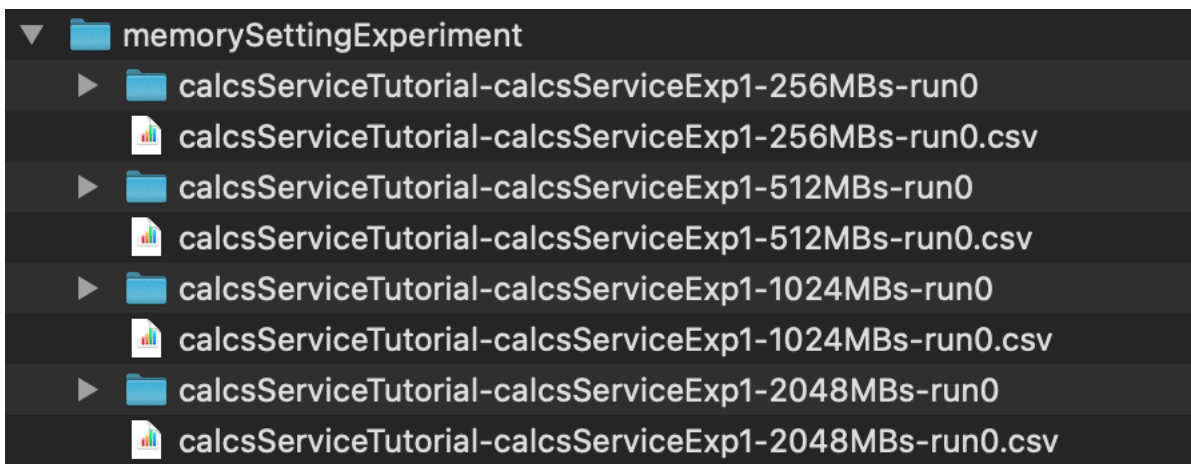 memorySettingExperiment
calcsServiceTutorial-calcsServiceExp1-256MBs-run0
calcsServiceTutorial-calcsServiceExp1-256MBs-run0.csv
calcsServiceTutorial-calcsServiceExp1-512MBs-run0
calcsServiceTutorial-calcsServiceExp1-512MBs-run0.csv
calcsServiceTutorial-calcsServiceExp1-1024MBs-run0
calcsServiceTutorial-calcsServiceExp1-1024MBs-run0.csv
calcsServiceTutorial-calcsServiceExp1-2048MBs-run0
calcsServiceTutorial-calcsServiceExp1-2048MBs-run0.csv